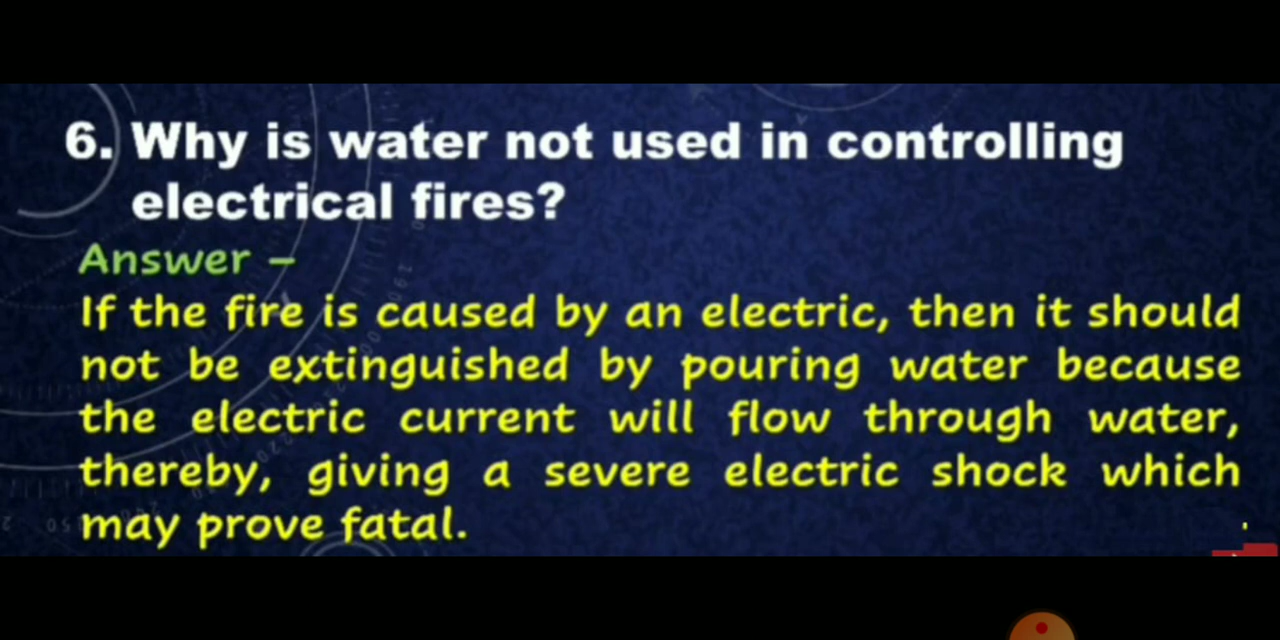 6. Why is water not used in controlling
electrical fires?
Answer –
If the fire is caused by an electric, then it should
not be extinguished by pouring water because
the electric current will flow through water,
thereby, giving a severe electric shock which
may prove fatal.